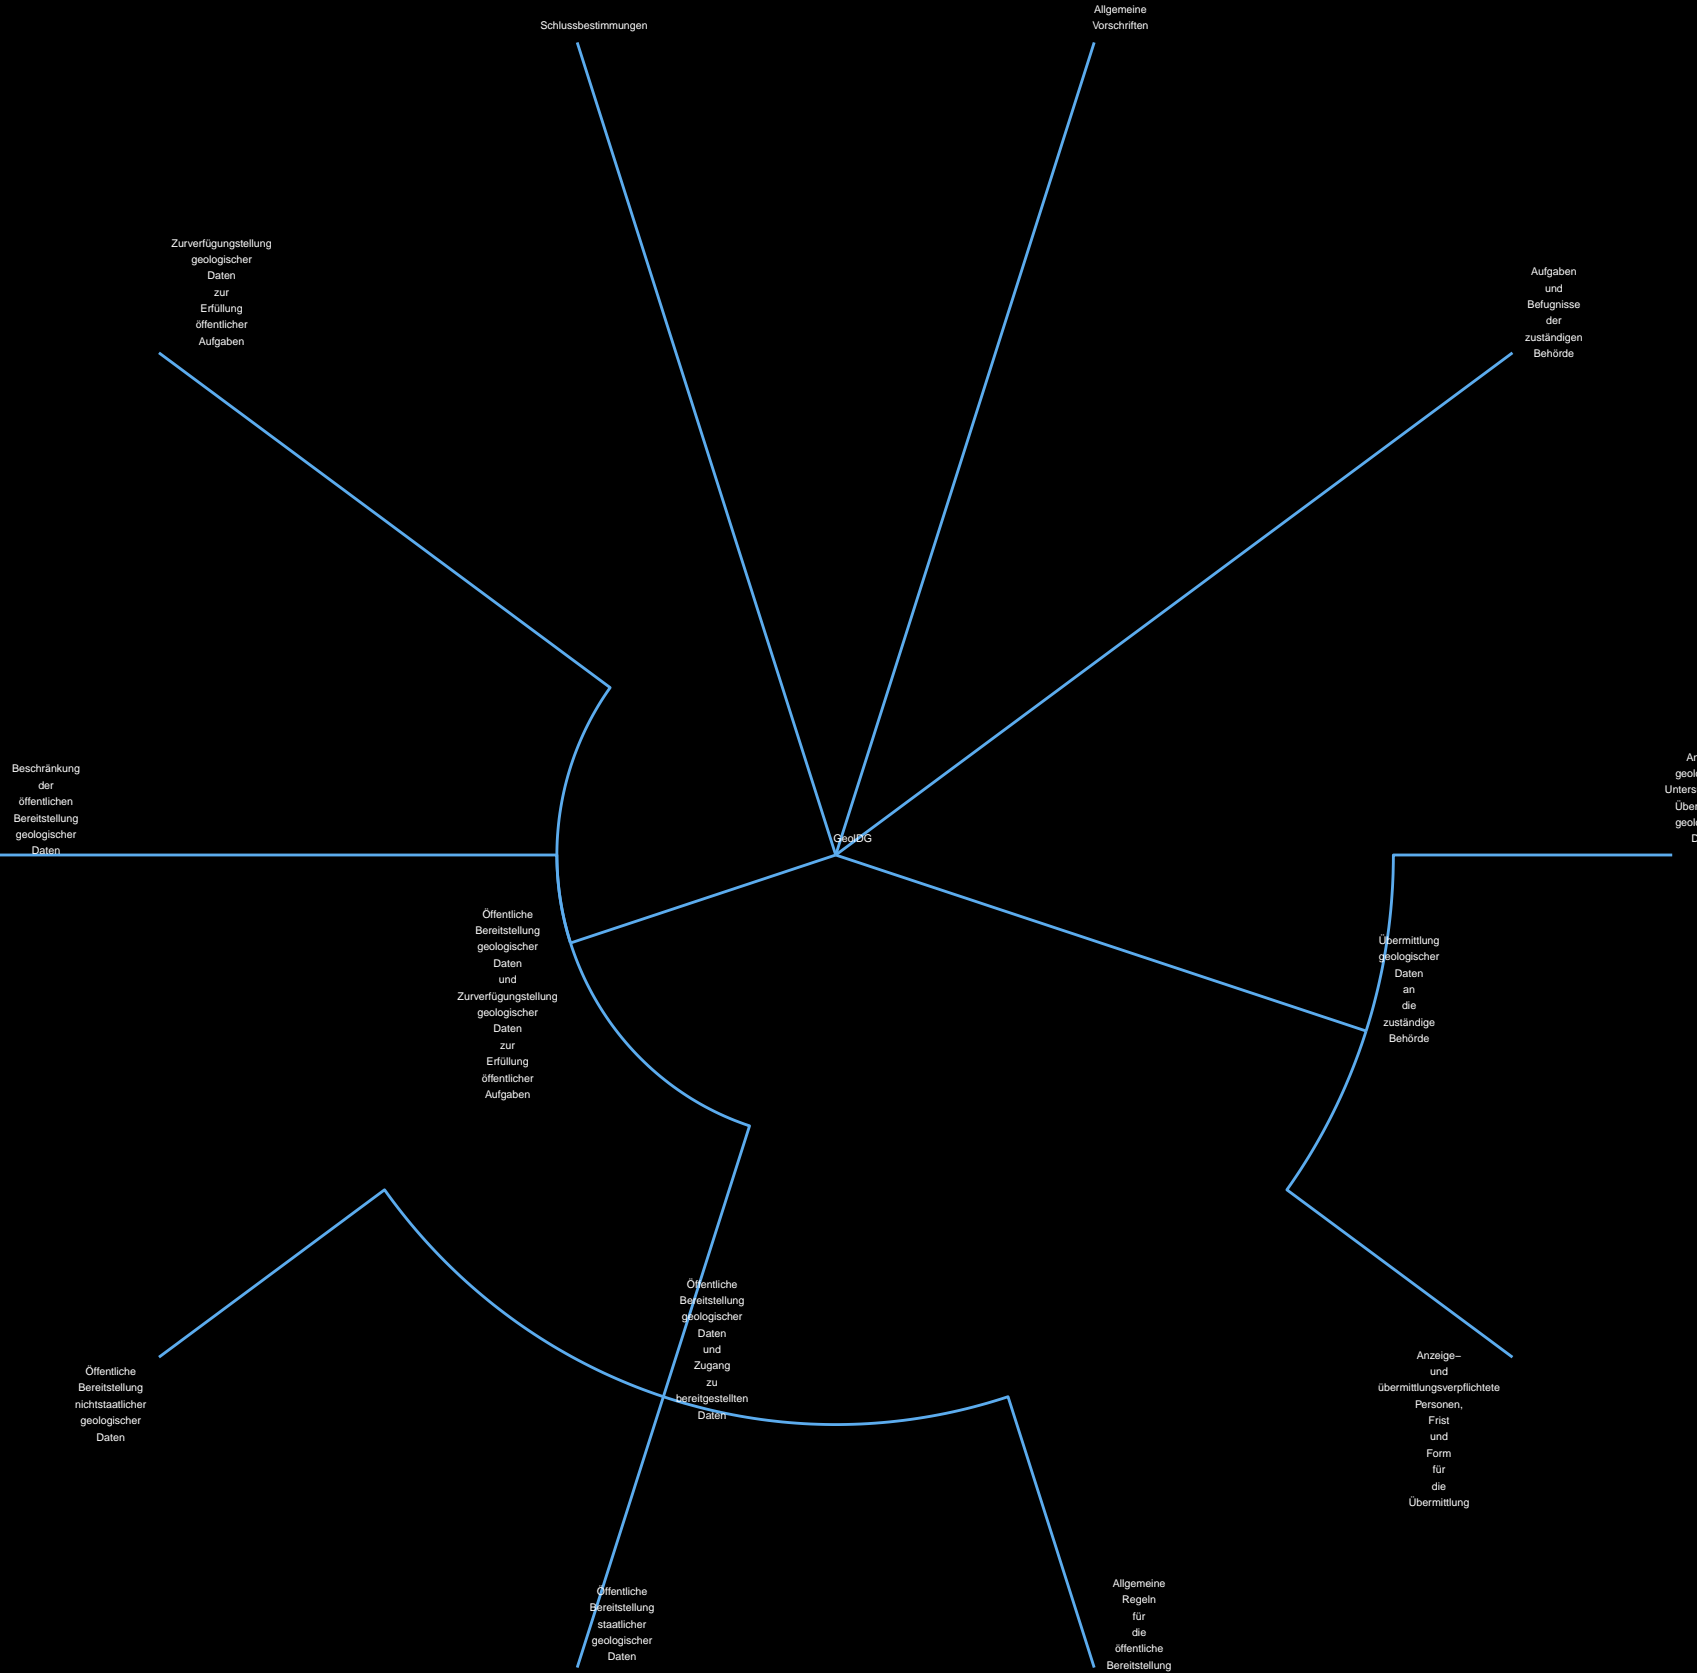 Allgemeine
Vorschriften
Schlussbestimmungen
Zurverfügungstellung
geologischer
Daten
zur
Erfüllung
öffentlicher
Aufgaben
Aufgaben
und
Befugnisse
der
zuständigen
Behörde
Beschränkung
der
öffentlichen
Bereitstellung
geologischer
Daten
GeolDG
Öffentliche
Bereitstellung
geologischer
Daten
und
Zurverfügungstellung
geologischer
Daten
zur
Erfüllung
öffentlicher
Aufgaben
Übermittlung
geologischer
Daten
an
die
zuständige
Behörde
Öffentliche
Bereitstellung
geologischer
Daten
und
Zugang
zu
bereitgestellten
Daten
Öffentliche
Bereitstellung
nichtstaatlicher
geologischer
Daten
Anzeige–
und
übermittlungsverpflichtete
Personen,
Frist
und
Form
für
die
Übermittlung
Öffentliche
Bereitstellung
staatlicher
geologischer
Daten
Allgemeine
Regeln
für
die
öffentliche
Bereitstellung